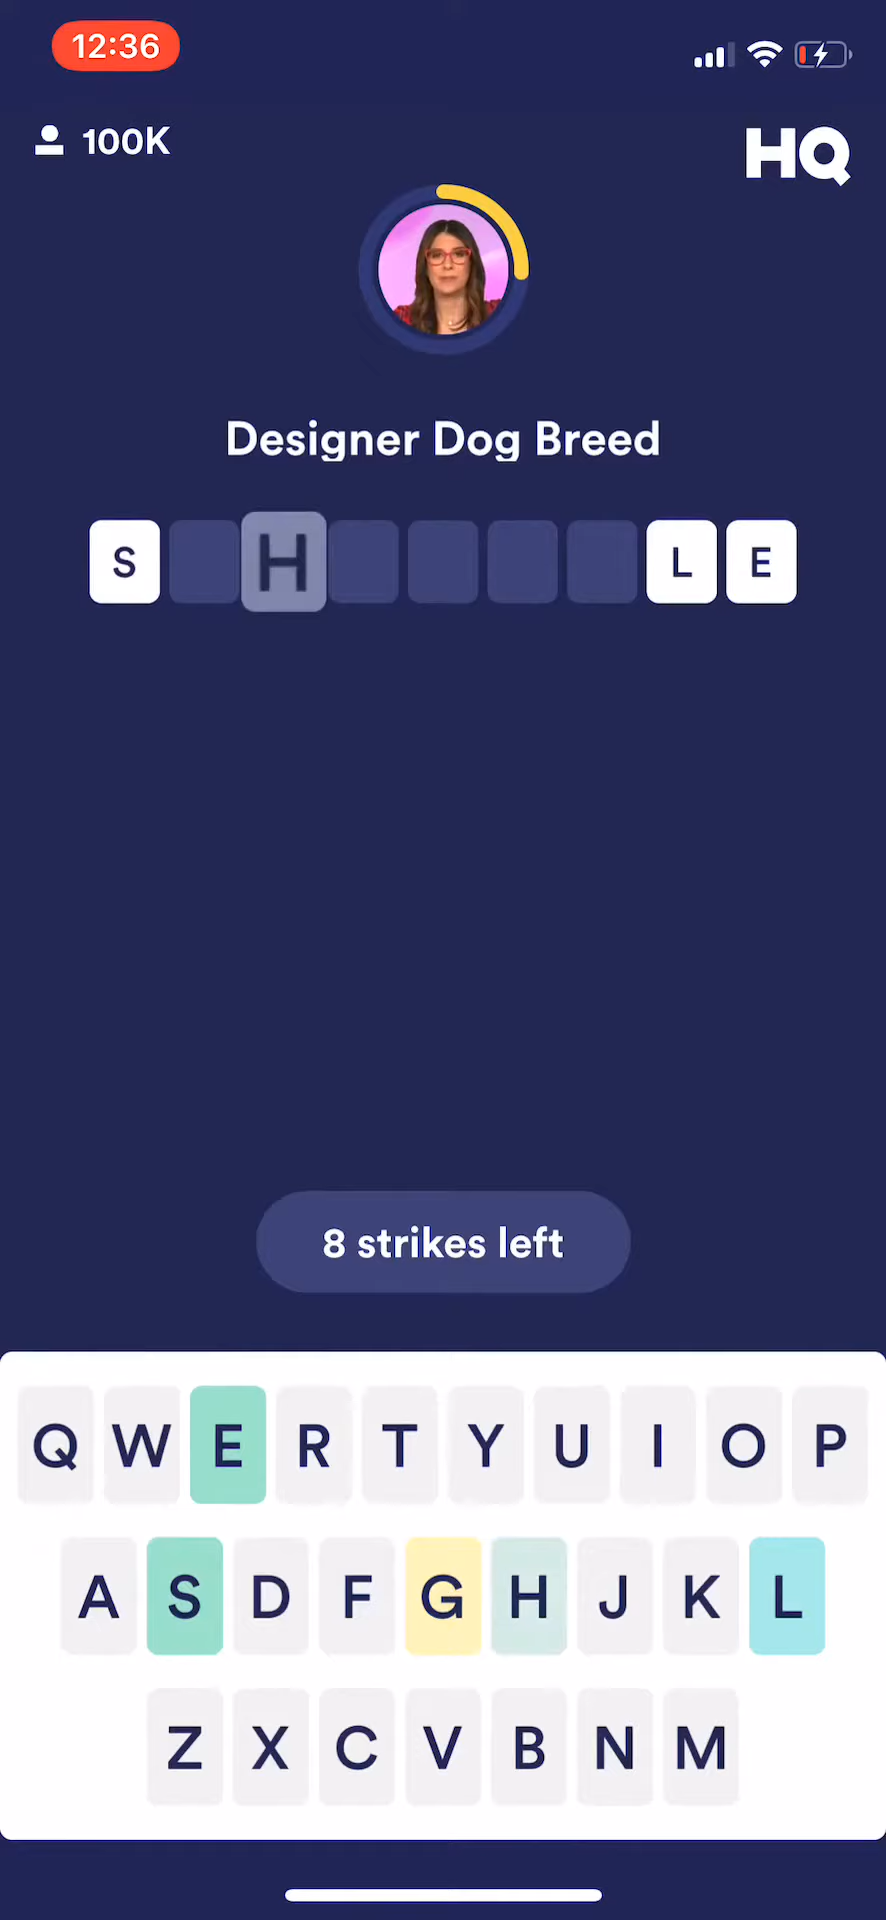 12:36
100K
HQ
Designer Dog Breed
S H L E
8 strikes left
Q W E R T Y U I O P
A S D F G H J K L
Z X C V B N M